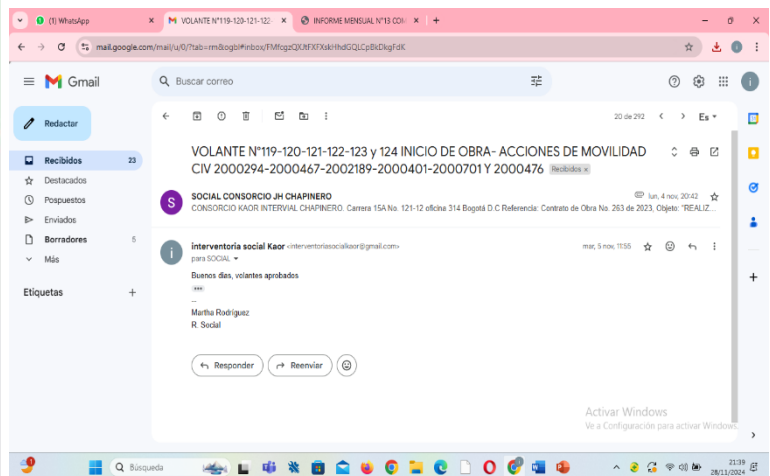 (1) WhatsApp
VOLANTE N°119-120-121-122-
INFORME MENSUAL N°13 CON
mail.google.com/mail/u/0/?tab=rm&ogbl#inbox/
Gmail
Buscar correo
Redactar
20 de 292
Es
Recibidos 23
Destacados
Pospuestos
Enviados
Borradores 6
Más
Etiquetas
VOLANTE N°119-120-121-122-123 y 124 INICIO DE OBRA- ACCIONES DE MOVILIDAD
CIV 2000294-2000467-2002189-2000401-2000701 Y 2000476 Recibidos x
S
SOCIAL CONSORCIO JH CHAPINERO
lun, 4 nov, 20:42
CONSORCIO KAOR INTERVIAL CHAPINERO. Carrera 15A No. 121-12 oficina 314 Bogotá D.C Referencia: Contrato de Obra No. 263 de 2023, Objeto: "REALIZ...
i
interventoria social Kaor <interventoriasocialkaor@gmail.com>
mar, 5 nov, 11:55
para SOCIAL
Buenos días, volantes aprobados
...
--
Martha Rodríguez
R. Social
Responder
Reenviar
Activar Windows
Ve a Configuración para activar Windows.
Búsqueda
21:39
28/11/2024